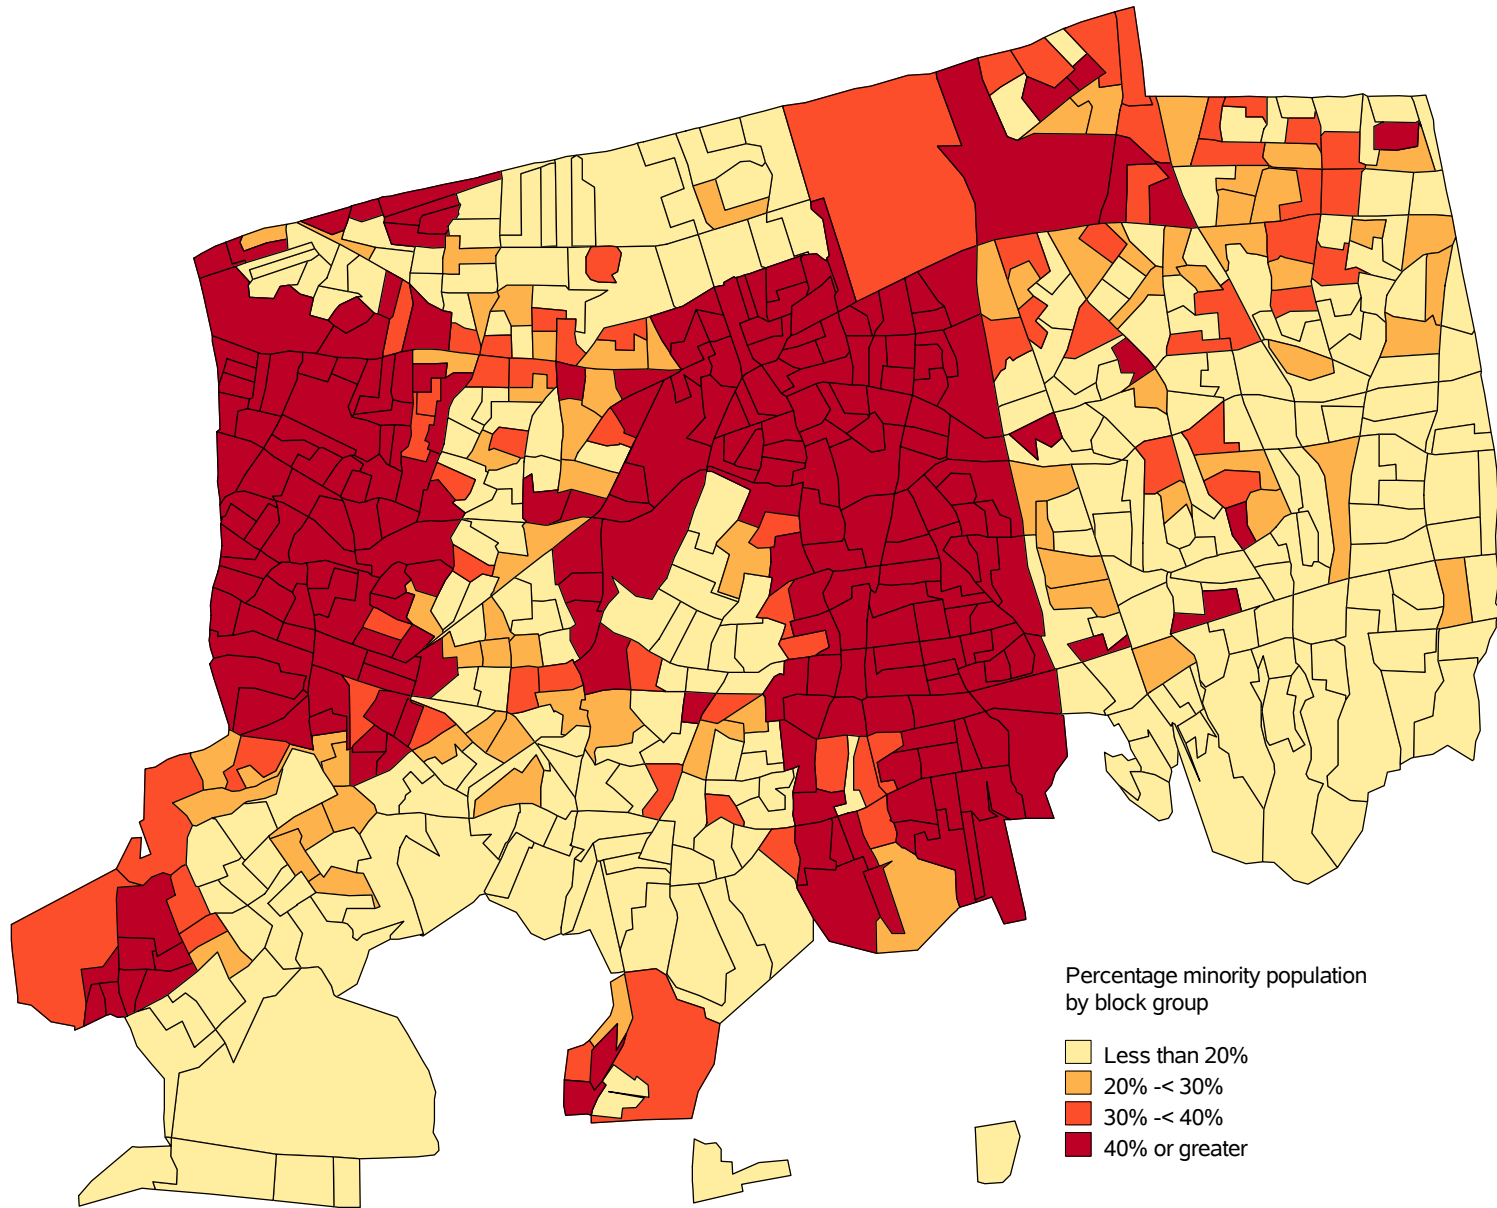 Percentage minority population
by block group
Less than 20%
20% -< 30%
30% -< 40%
40% or greater